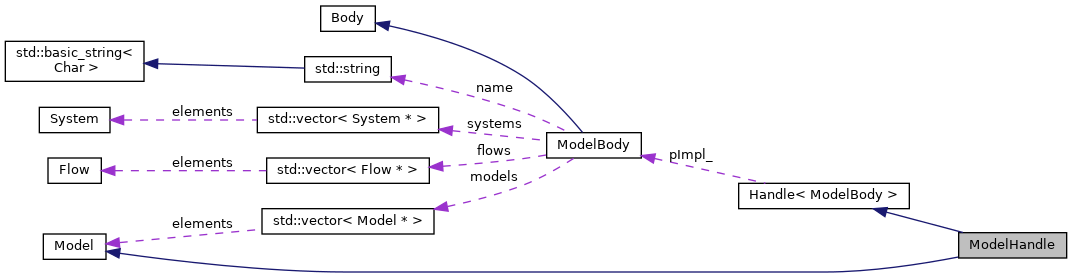 Body
std::basic_string<
Char >
std::string
name
System
elements
std::vector< System * >
systems
ModelBody
flows
pImpl_
Flow
elements
std::vector< Flow * >
models
Handle< ModelBody >
elements
std::vector< Model * >
Model
ModelHandle